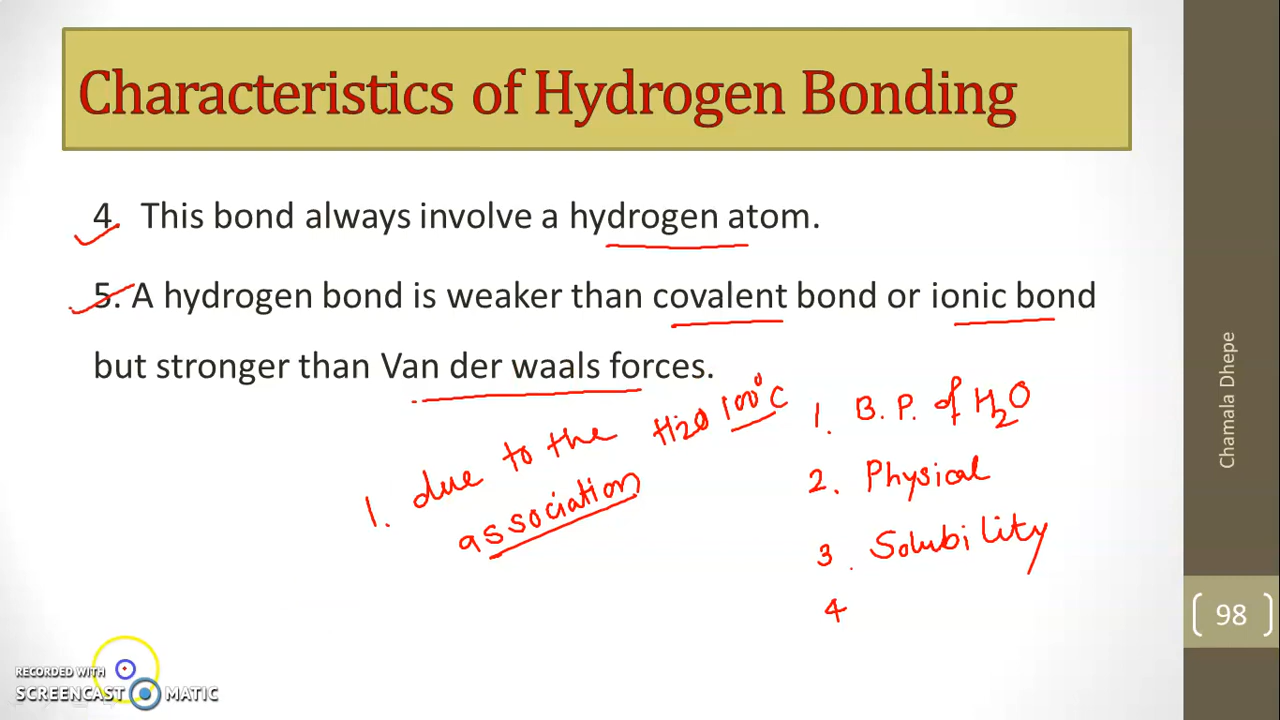 Characteristics of Hydrogen Bonding
4. This bond always involve a hydrogen atom.
5. A hydrogen bond is weaker than covalent bond or ionic bond
but stronger than Van der waals forces.
1. due to the H2O 100°C
association
1. B.P. of H2O
2. Physical
3. Solubility
4
Chamala Dhepe
98
RECORDED WITH
SCREENCAST MATIC